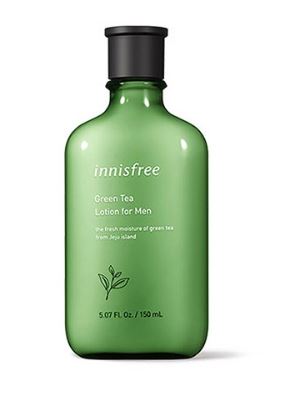 innisfree
Green Tea
Lotion for Men
the fresh moisture of green tea
from Jeju island
5.07 Fl. Oz. / 150 mL